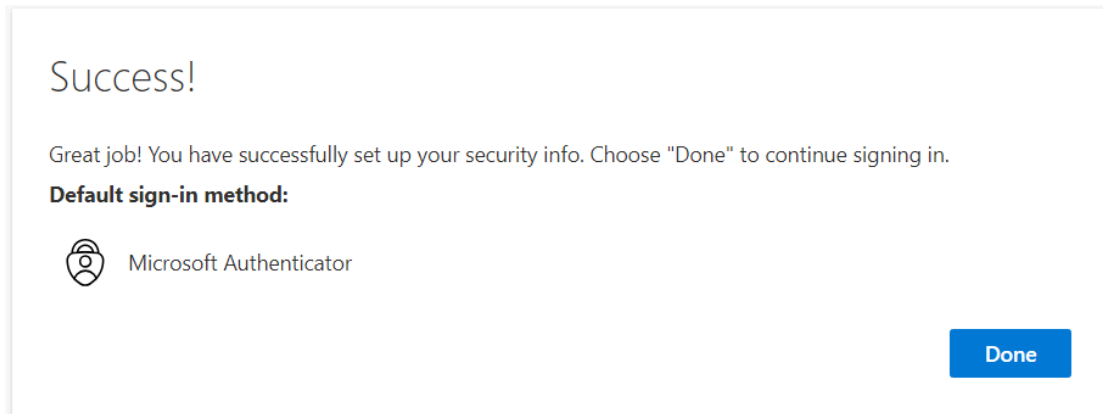 Success!
Great job! You have successfully set up your security info. Choose "Done" to continue signing in.
Default sign-in method:
Microsoft Authenticator
Done